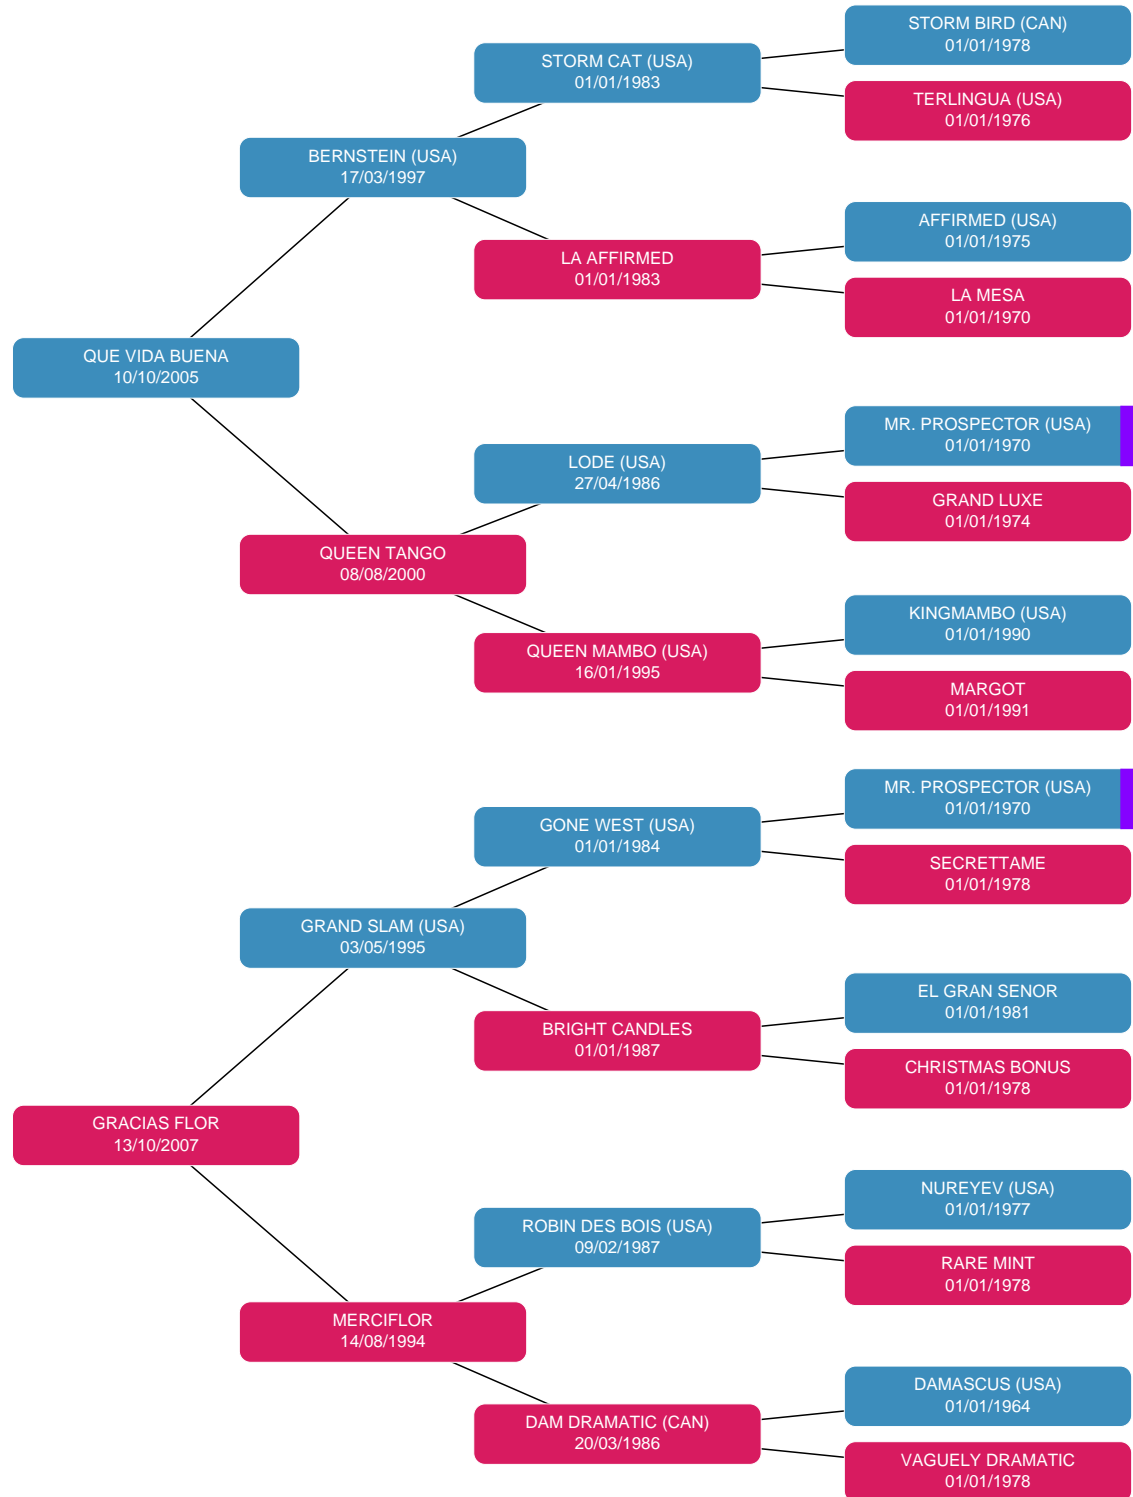 STORM BIRD (CAN)
01/01/1978
STORM CAT (USA)
01/01/1983
TERLINGUA (USA)
01/01/1976
BERNSTEIN (USA)
17/03/1997
AFFIRMED (USA)
01/01/1975
LA AFFIRMED
01/01/1983
LA MESA
01/01/1970
QUE VIDA BUENA
10/10/2005
MR. PROSPECTOR (USA)
01/01/1970
LODE (USA)
27/04/1986
GRAND LUXE
01/01/1974
QUEEN TANGO
08/08/2000
KINGMAMBO (USA)
01/01/1990
QUEEN MAMBO (USA)
16/01/1995
MARGOT
01/01/1991
MR. PROSPECTOR (USA)
01/01/1970
GONE WEST (USA)
01/01/1984
SECRETTAME
01/01/1978
GRAND SLAM (USA)
03/05/1995
EL GRAN SENOR
01/01/1981
BRIGHT CANDLES
01/01/1987
CHRISTMAS BONUS
01/01/1978
GRACIAS FLOR
13/10/2007
NUREYEV (USA)
01/01/1977
ROBIN DES BOIS (USA)
09/02/1987
RARE MINT
01/01/1978
MERCIFLOR
14/08/1994
DAMASCUS (USA)
01/01/1964
DAM DRAMATIC (CAN)
20/03/1986
VAGUELY DRAMATIC
01/01/1978